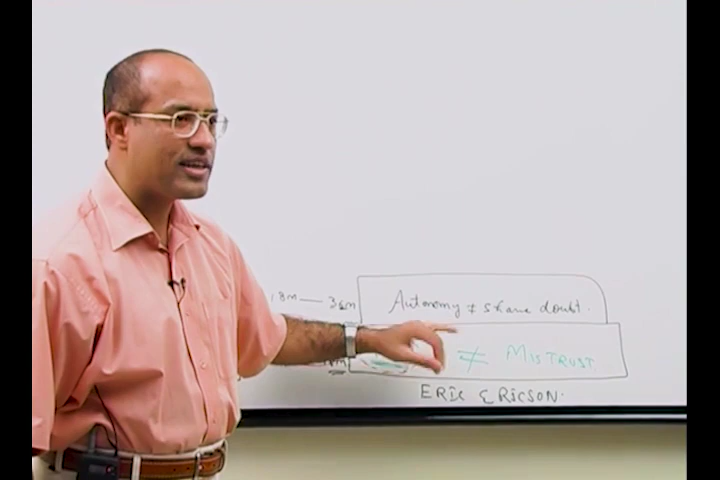 18m — 36m Autonomy ≠ shame doubt.
≠ MISTRUST
ERIC ERICSON.